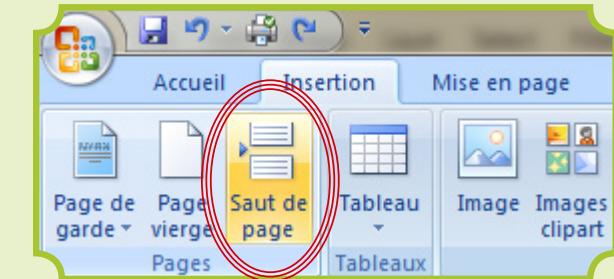 Accueil Insertion Mise en page
Page de garde
Page vierge
Saut de page
Tableau
Image
Images clipart
Pages
Tableaux